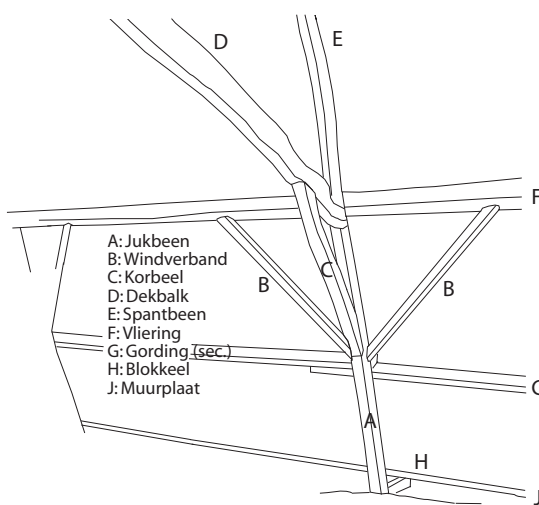 D
E
F
A: Jukbeen
B: Windverband
C: Korbeel
D: Dekbalk
E: Spantbeen
F: Vliering
G: Gording (sec.)
H: Blokkeel
J: Muurplaat
C
B
B
G
A
H
J